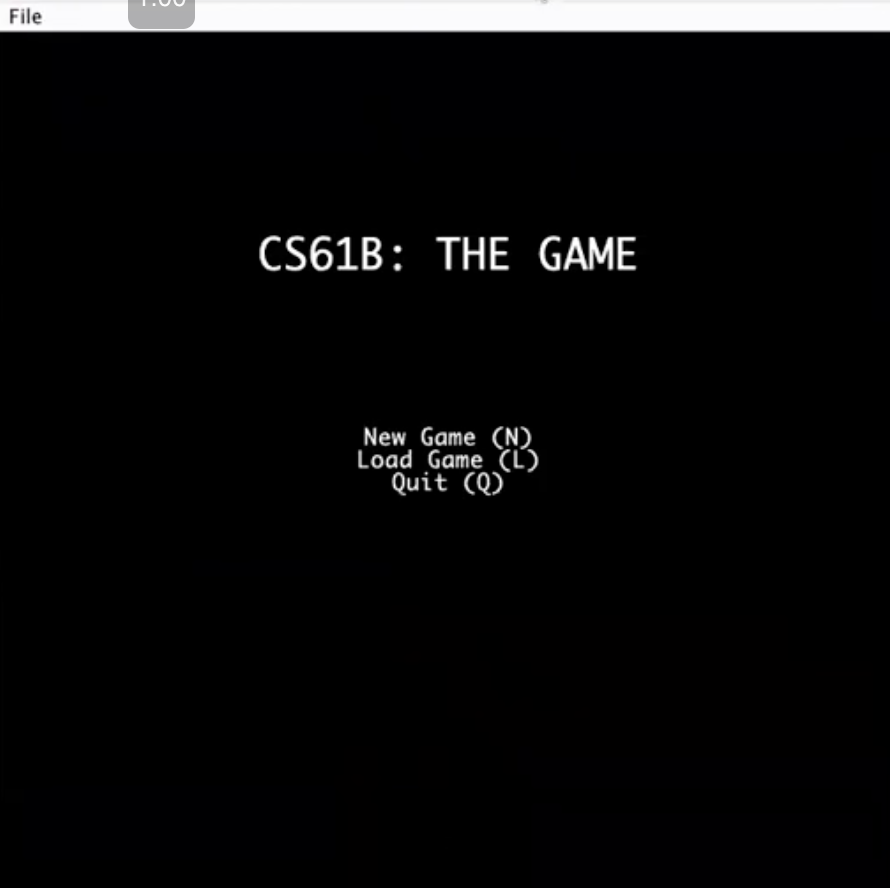 File
CS61B: THE GAME
New Game (N)
Load Game (L)
Quit (Q)